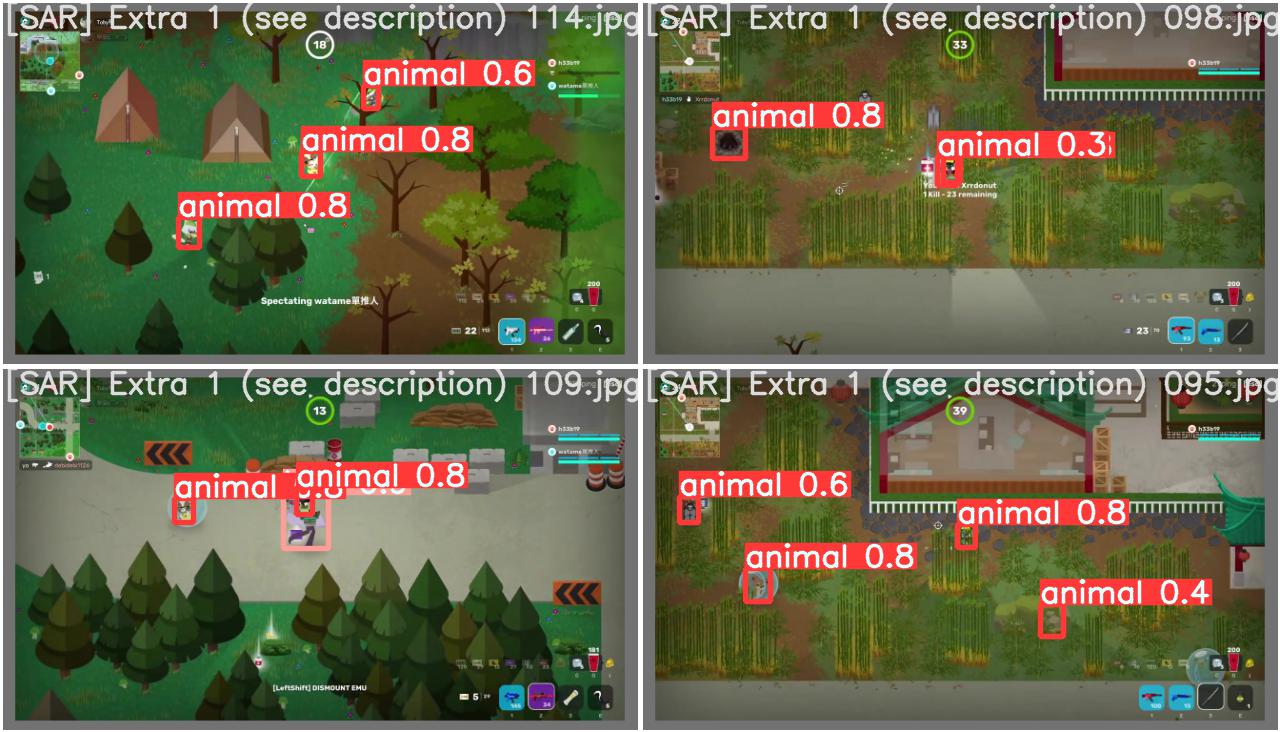 [SAR] Extra 1 (see description) 114.jpg
18
h33b19
watame單推人
animal 0.6
animal 0.8
animal 0.8
1
Spectating watame單推人
200
22
[SAR] Extra 1 (see description) 098.jpg
33
h33b19
h33b19 Xrrdonut
animal 0.8
animal 0.3
Xrrdonut
1 Kill - 23 remaining
200
23
[SAR] Extra 1 (see description) 109.jpg
13
h33b19
watame單推人
animal 0.8
animal
181
[LeftShift] DISMOUNT EMU
5
[SAR] Extra 1 (see description) 095.jpg
39
h33b19
animal 0.6
animal 0.8
animal 0.8
animal 0.4
200